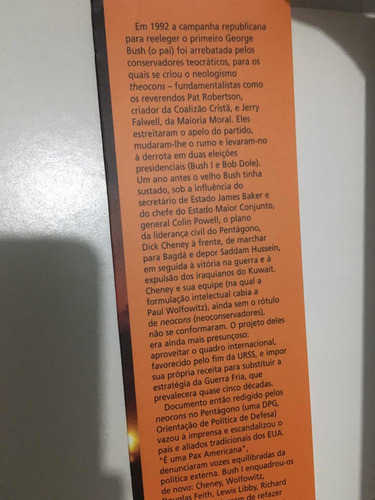 Em 1992 a campanha republicana
para reeleger o primeiro George
Bush (o pai) foi arrebatada pelos
conservadores teocráticos, para os
quais se criou o neologismo
theocons – fundamentalistas como
os reverendos Pat Robertson,
criador da Coalizão Cristã, e Jerry
Falwell, da Maioria Moral. Eles
estreitaram o apelo do partido,
mudaram-lhe o rumo e levaram-no
à derrota em duas eleições
presidenciais (Bush I e Bob Dole).
Um ano antes o velho Bush tinha
sustado, sob a influência do
secretário de Estado James Baker e
do chefe do Estado Maior Conjunto,
general Colin Powell, o plano
da liderança civil do Pentágono,
Dick Cheney à frente, de marchar
para Bagdá e depor Saddam Hussein,
em seguida à vitória na guerra e à
expulsão dos iraquianos do Kuwait.
Cheney e sua equipe (na qual a
formulação intelectual cabia a
Paul Wolfowitz), ainda sem o rótulo
de neocons (neoconservadores),
não se conformaram. O projeto deles
era ainda mais presunçoso:
aproveitar o quadro internacional,
favorecido pelo fim da URSS, e impor
sua própria receita para substituir a
estratégia da Guerra Fria, que
prevalecera quase cinco décadas.
Documento então redigido pelos
neocons no Pentágono (uma DPG,
Orientação de Política de Defesa)
vazou à imprensa e escandalizou o
país e aliados tradicionais dos EUA.
"É uma Pax Americana",
denunciaram vozes equilibradas da
política externa. Bush I enquadrou-os
de novo: Cheney, Wolfowitz,
Douglas Feith, Lewis Libby, Richard
de refazer